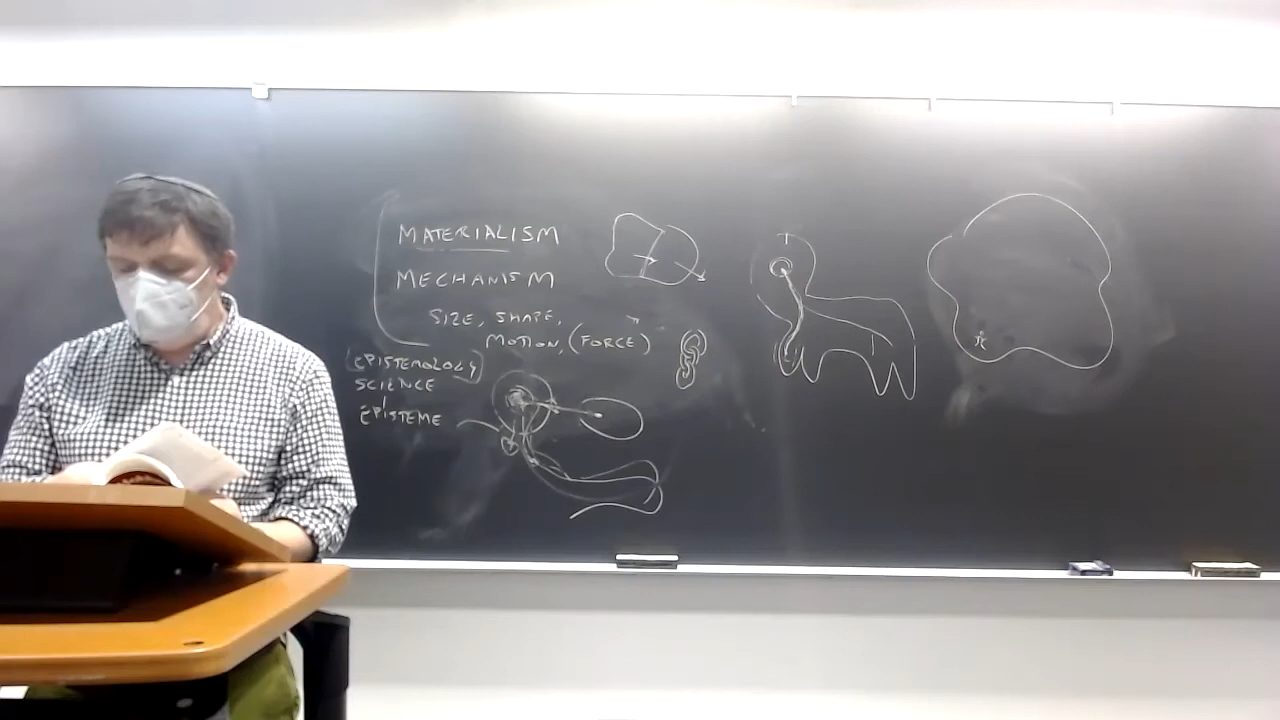 MATERIALISM
MECHANISM
SIZE, SHAPE,
MOTION, (FORCE)
(EPISTEMOLOGY)
SCIENCE
EPISTEME